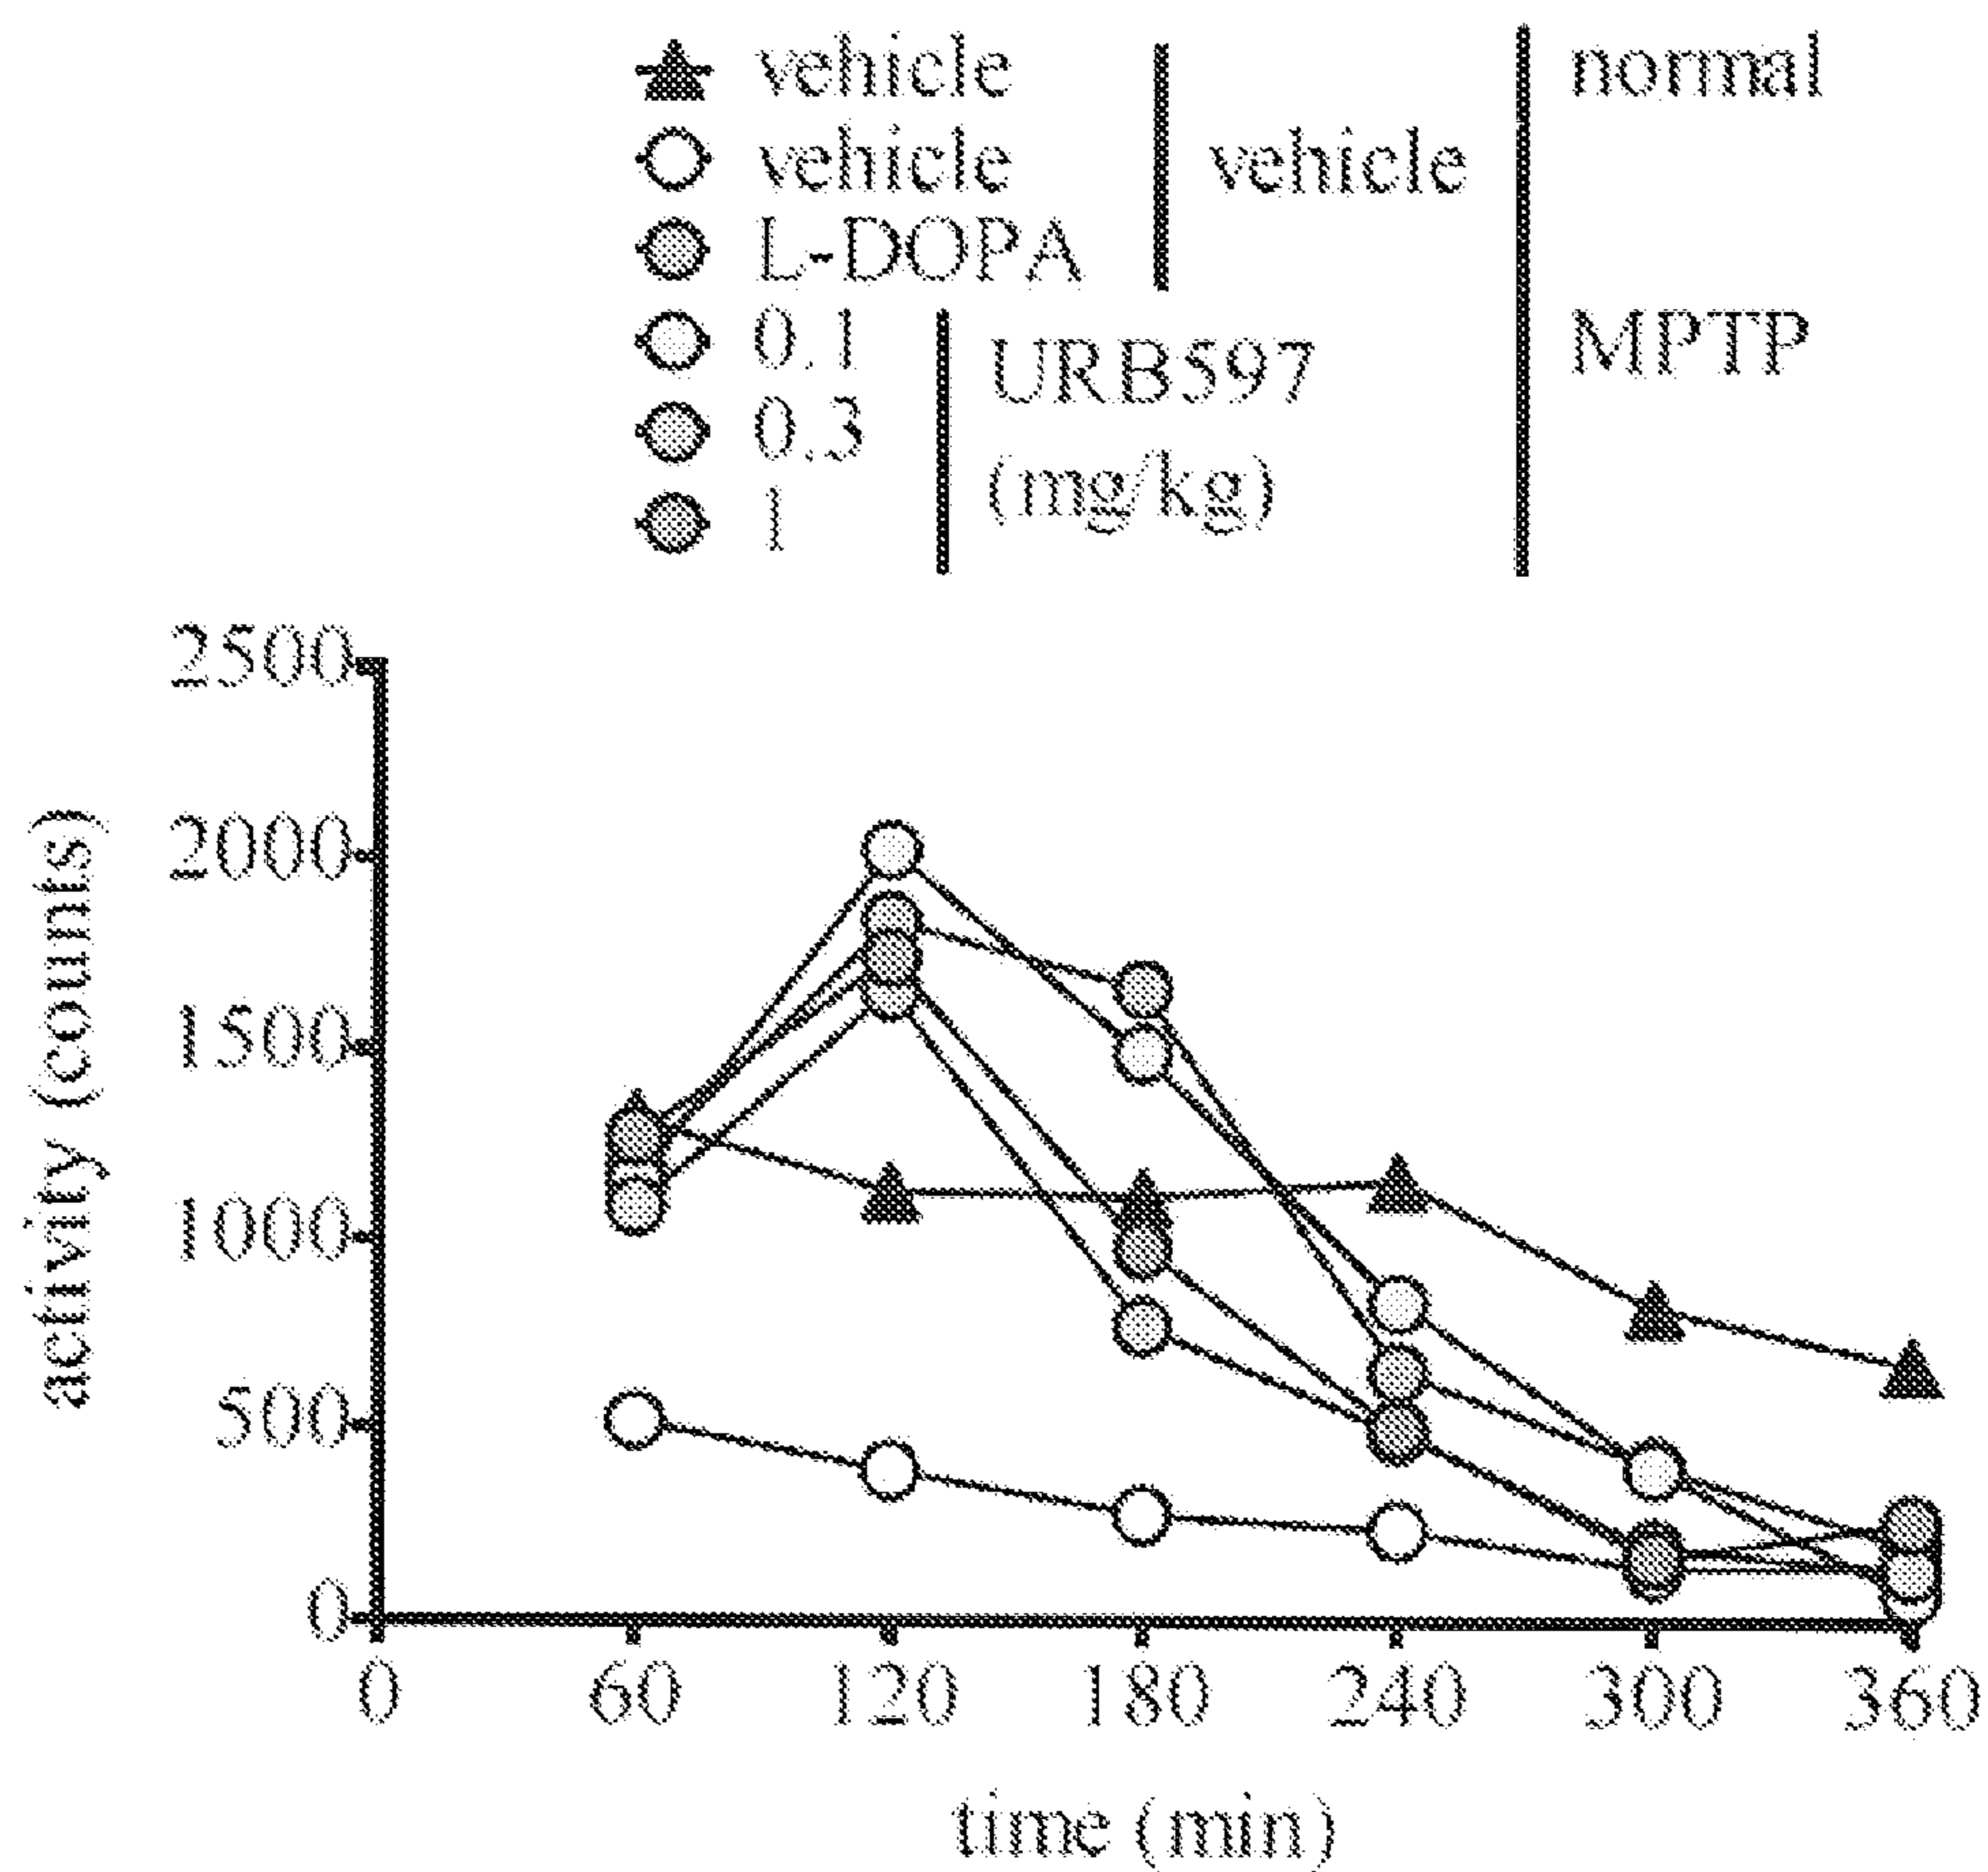 vehicle
normal
vehicle
vehicle
L-DOPA
0.1
URB597
MPTP
0.3
(mg/kg)
1
2500
2000
1500
1000
500
0
activity (counts)
0 60 120 180 240 300 360
time (min)